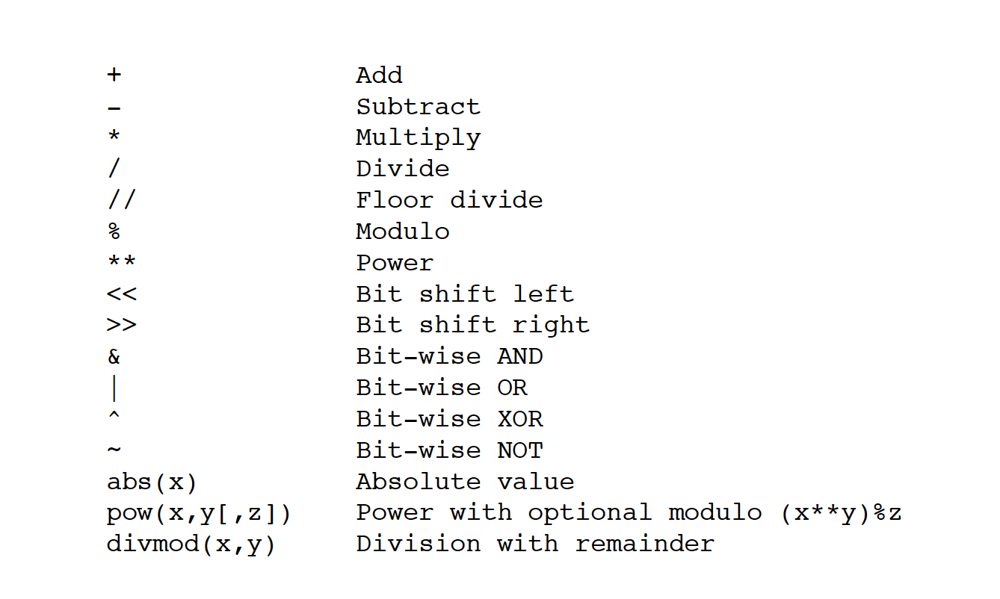 + Add
- Subtract
* Multiply
/ Divide
// Floor divide
% Modulo
** Power
<< Bit shift left
>> Bit shift right
& Bit-wise AND
| Bit-wise OR
^ Bit-wise XOR
~ Bit-wise NOT
abs(x) Absolute value
pow(x,y[,z]) Power with optional modulo (x**y)%z
divmod(x,y) Division with remainder